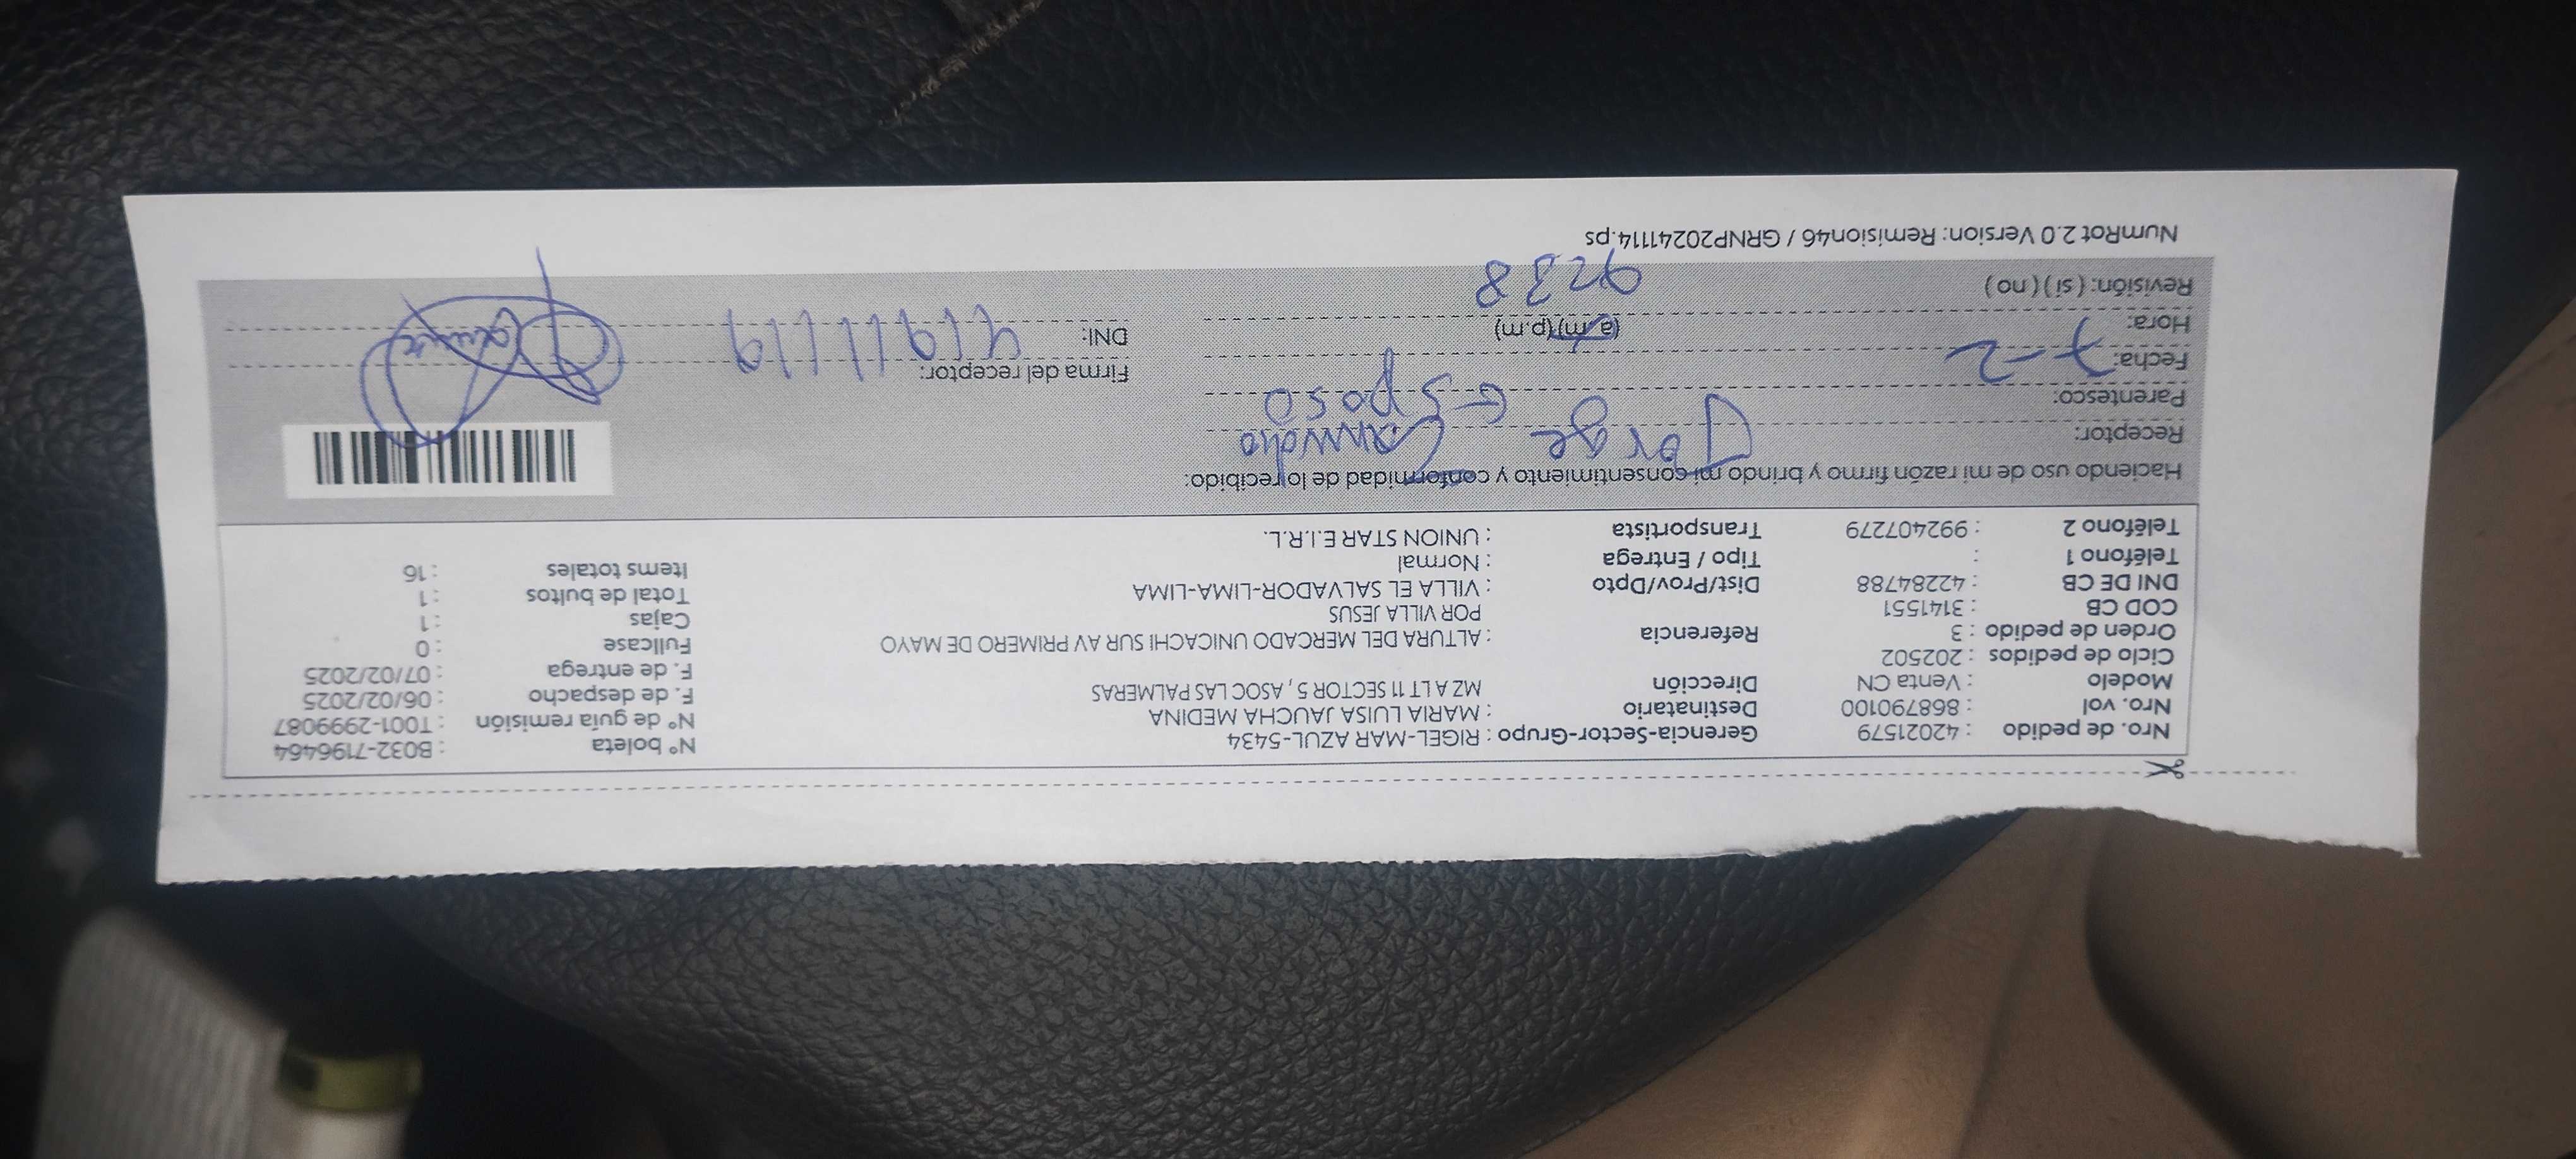 Nro. de pedido : 42021579 Gerencia-Sector-Grupo : RIGEL-MAR AZUL-5434 Nº boleta : B032-7196464
Nro. vol : 868790100 Destinatario : MARIA LUISA JAUCHA MEDINA Nº de guía remisión : T001-2999087
Modelo : Venta CN Dirección MZ A LT 11 SECTOR 5 , ASOC LAS PALMERAS F. de despacho : 06/02/2025
Ciclo de pedidos : 202502 F. de entrega : 07/02/2025
Orden de pedido : 3 Referencia : ALTURA DEL MERCADO UNICACHI SUR AV PRIMERO DE MAYO Fullcase : 0
COD CB : 3141551 POR VILLA JESUS Cajas : 1
DNI DE CB : 42284788 Dist/Prov/Dpto : VILLA EL SALVADOR-LIMA-LIMA Total de bultos : 1
Teléfono 1 : Tipo / Entrega : Normal Items totales : 16
Teléfono 2 : 992407279 Transportista : UNION STAR E.I.R.L.
Haciendo uso de mi razón firmo y brindo mi consentimiento y conformidad de lo recibido:
Receptor: Jorge
Parentesco: Esposo
Fecha: 7-2 Firma del receptor:
Hora: (a.m)(p.m) DNI: 41911119
Revisión: ( sí ) ( no ) 9238
NumRot 2.0 Version: Remision46 / GRNP20241114.ps